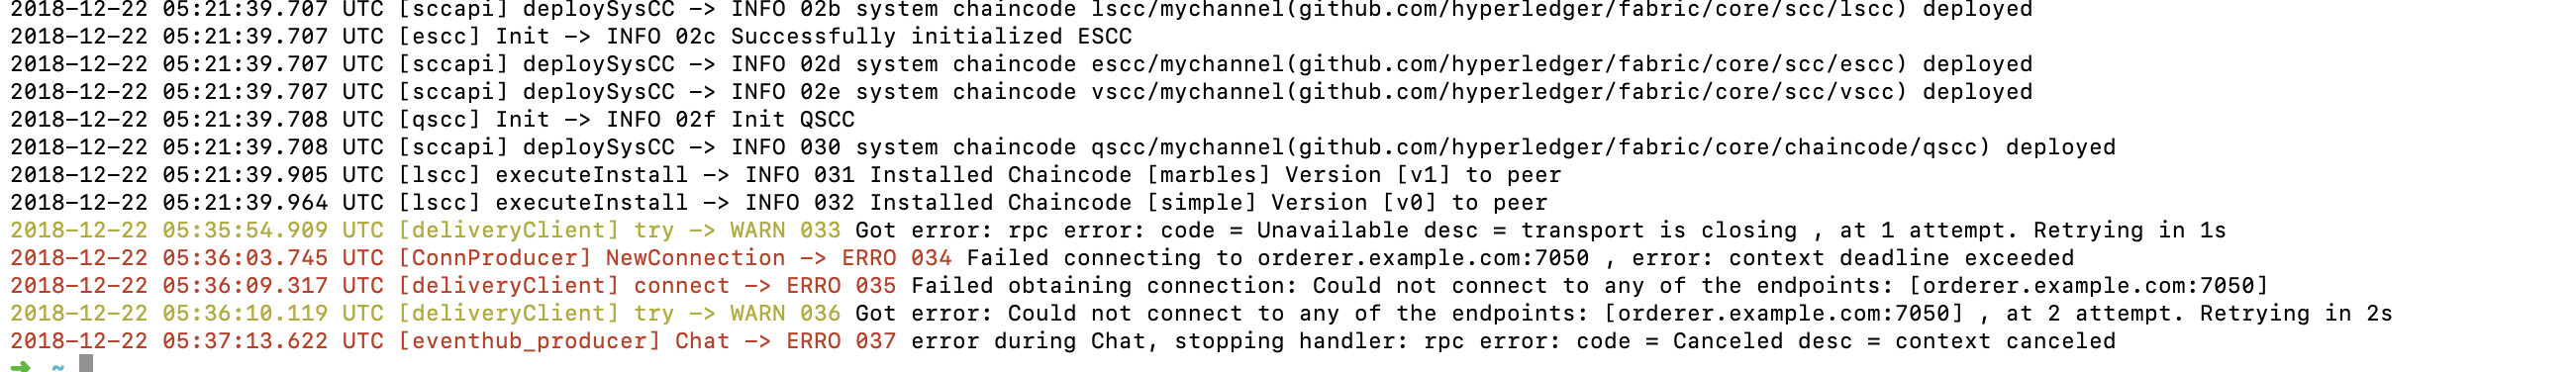 2018-12-22 05:21:39.707 UTC [sccapi] deploySysCC -> INFO 02b system chaincode lscc/mychannel(github.com/hyperledger/fabric/core/scc/lscc) deployed
2018-12-22 05:21:39.707 UTC [escc] Init -> INFO 02c Successfully initialized ESCC
2018-12-22 05:21:39.707 UTC [sccapi] deploySysCC -> INFO 02d system chaincode escc/mychannel(github.com/hyperledger/fabric/core/scc/escc) deployed
2018-12-22 05:21:39.707 UTC [sccapi] deploySysCC -> INFO 02e system chaincode vscc/mychannel(github.com/hyperledger/fabric/core/scc/vscc) deployed
2018-12-22 05:21:39.708 UTC [qscc] Init -> INFO 02f Init QSCC
2018-12-22 05:21:39.708 UTC [sccapi] deploySysCC -> INFO 030 system chaincode qscc/mychannel(github.com/hyperledger/fabric/core/chaincode/qscc) deployed
2018-12-22 05:21:39.905 UTC [lscc] executeInstall -> INFO 031 Installed Chaincode [marbles] Version [v1] to peer
2018-12-22 05:21:39.964 UTC [lscc] executeInstall -> INFO 032 Installed Chaincode [simple] Version [v0] to peer
2018-12-22 05:35:54.909 UTC [deliveryClient] try -> WARN 033 Got error: rpc error: code = Unavailable desc = transport is closing , at 1 attempt. Retrying in 1s
2018-12-22 05:36:03.745 UTC [ConnProducer] NewConnection -> ERRO 034 Failed connecting to orderer.example.com:7050 , error: context deadline exceeded
2018-12-22 05:36:09.317 UTC [deliveryClient] connect -> ERRO 035 Failed obtaining connection: Could not connect to any of the endpoints: [orderer.example.com:7050]
2018-12-22 05:36:10.119 UTC [deliveryClient] try -> WARN 036 Got error: Could not connect to any of the endpoints: [orderer.example.com:7050] , at 2 attempt. Retrying in 2s
2018-12-22 05:37:13.622 UTC [eventhub_producer] Chat -> ERRO 037 error during Chat, stopping handler: rpc error: code = Canceled desc = context canceled
➜ ~